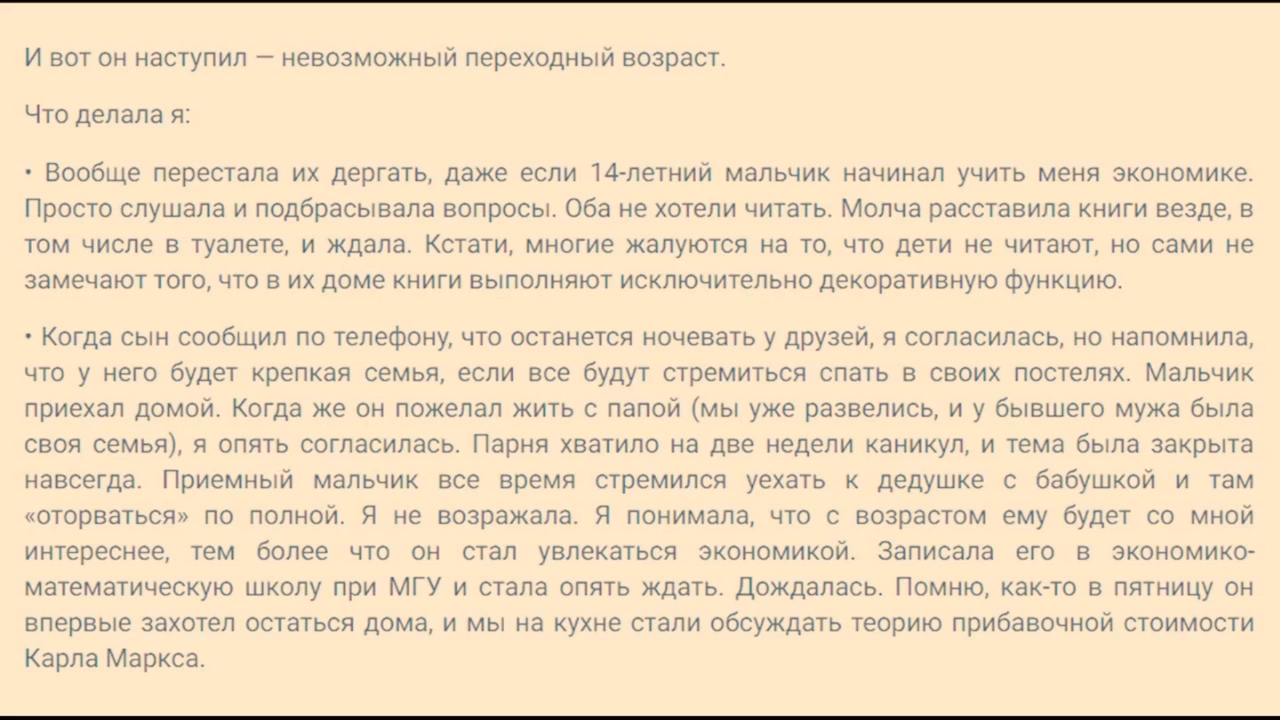 И вот он наступил — невозможный переходный возраст.
Что делала я:
• Вообще перестала их дергать, даже если 14-летний мальчик начинал учить меня экономике.
Просто слушала и подбрасывала вопросы. Оба не хотели читать. Молча расставила книги везде, в
том числе в туалете, и ждала. Кстати, многие жалуются на то, что дети не читают, но сами не
замечают того, что в их доме книги выполняют исключительно декоративную функцию.
• Когда сын сообщил по телефону, что останется ночевать у друзей, я согласилась, но напомнила,
что у него будет крепкая семья, если все будут стремиться спать в своих постелях. Мальчик
приехал домой. Когда же он пожелал жить с папой (мы уже развелись, и у бывшего мужа была
своя семья), я опять согласилась. Парня хватило на две недели каникул, и тема была закрыта
навсегда. Приемный мальчик все время стремился уехать к дедушке с бабушкой и там
«оторваться» по полной. Я не возражала. Я понимала, что с возрастом ему будет со мной
интереснее, тем более что он стал увлекаться экономикой. Записала его в экономико-
математическую школу при МГУ и стала опять ждать. Дождалась. Помню, как-то в пятницу он
впервые захотел остаться дома, и мы на кухне стали обсуждать теорию прибавочной стоимости
Карла Маркса.